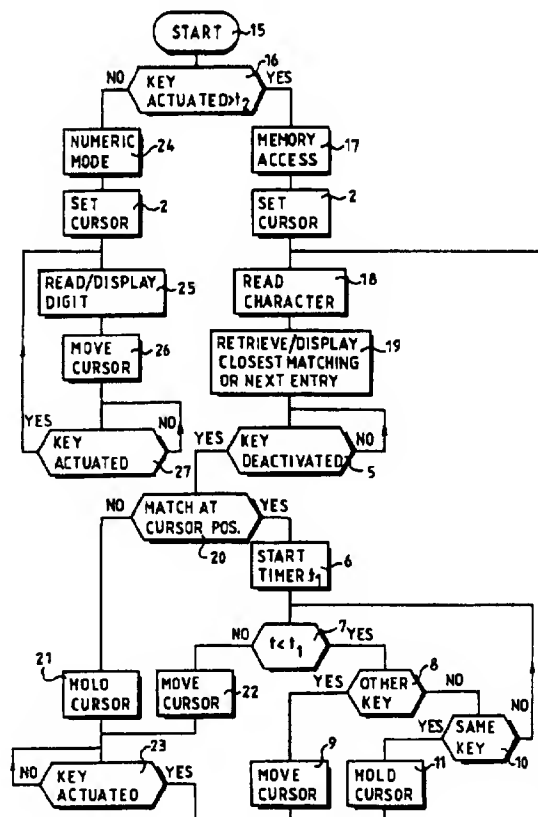 START
15
16
NO
KEY
ACTUATED>t2
YES
NUMERIC
MODE
24
MEMORY
ACCESS
17
SET
CURSOR
2
SET
CURSOR
2
READ/DISPLAY
DIGIT
25
READ
CHARACTER
18
MOVE
CURSOR
26
RETRIEVE/DISPLAY
CLOSEST MATCHING
OR NEXT ENTRY
19
YES
NO
KEY
ACTUATED
27
YES
KEY
DEACTIVATED
NO
5
NO
MATCH AT
CURSOR POS.
YES
20
START
TIMER t1
6
NO
t<t1
7
YES
21
HOLD
CURSOR
MOVE
CURSOR
22
YES
OTHER
KEY
8
NO
YES
SAME
KEY
NO
10
NO
KEY
ACTUATED
23
YES
MOVE
CURSOR
9
HOLD
CURSOR
11